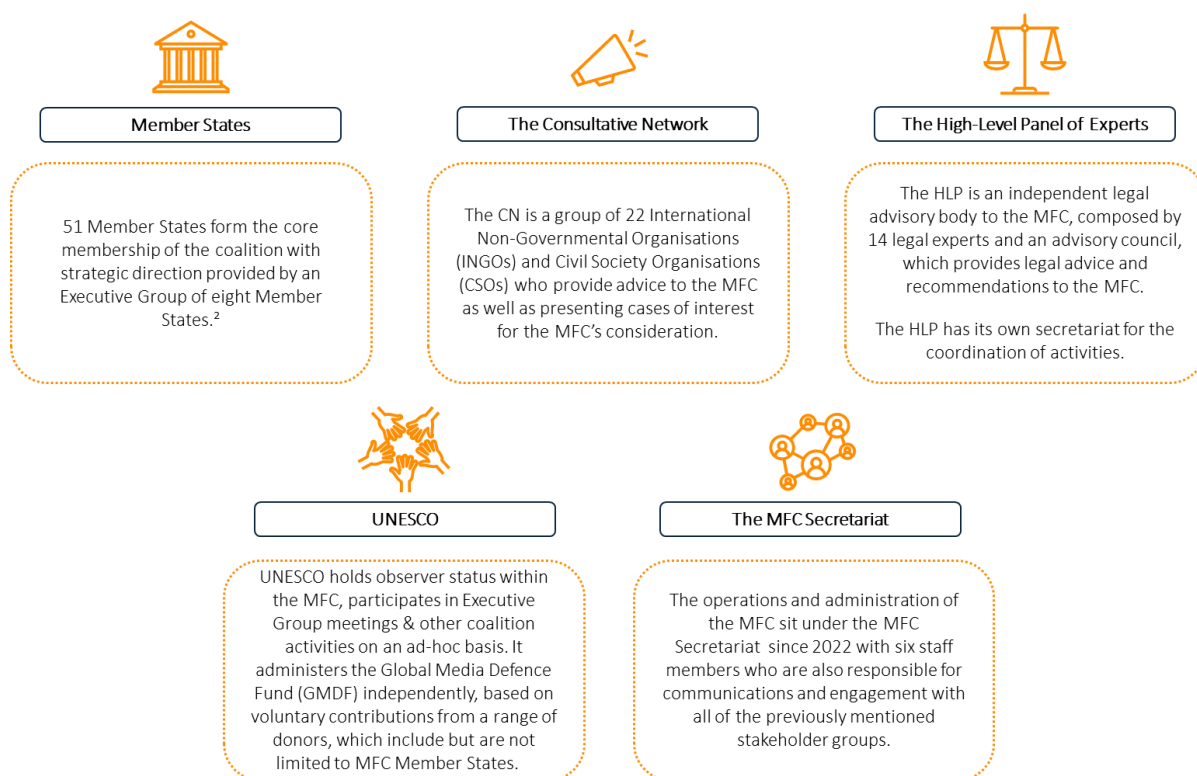 Member States
51 Member States form the core
membership of the coalition with
strategic direction provided by an
Executive Group of eight Member
States.²
The Consultative Network
The CN is a group of 22 International
Non-Governmental Organisations
(INGOs) and Civil Society Organisations
(CSOs) who provide advice to the MFC
as well as presenting cases of interest
for the MFC’s consideration.
The High-Level Panel of Experts
The HLP is an independent legal
advisory body to the MFC, composed by
14 legal experts and an advisory council,
which provides legal advice and
recommendations to the MFC.
The HLP has its own secretariat for the
coordination of activities.
UNESCO
UNESCO holds observer status within
the MFC, participates in Executive
Group meetings & other coalition
activities on an ad-hoc basis. It
administers the Global Media Defence
Fund (GMDF) independently, based on
voluntary contributions from a range of
donors, which include but are not
limited to MFC Member States.
The MFC Secretariat
The operations and administration of
the MFC sit under the MFC
Secretariat since 2022 with six staff
members who are also responsible for
communications and engagement with
all of the previously mentioned
stakeholder groups.